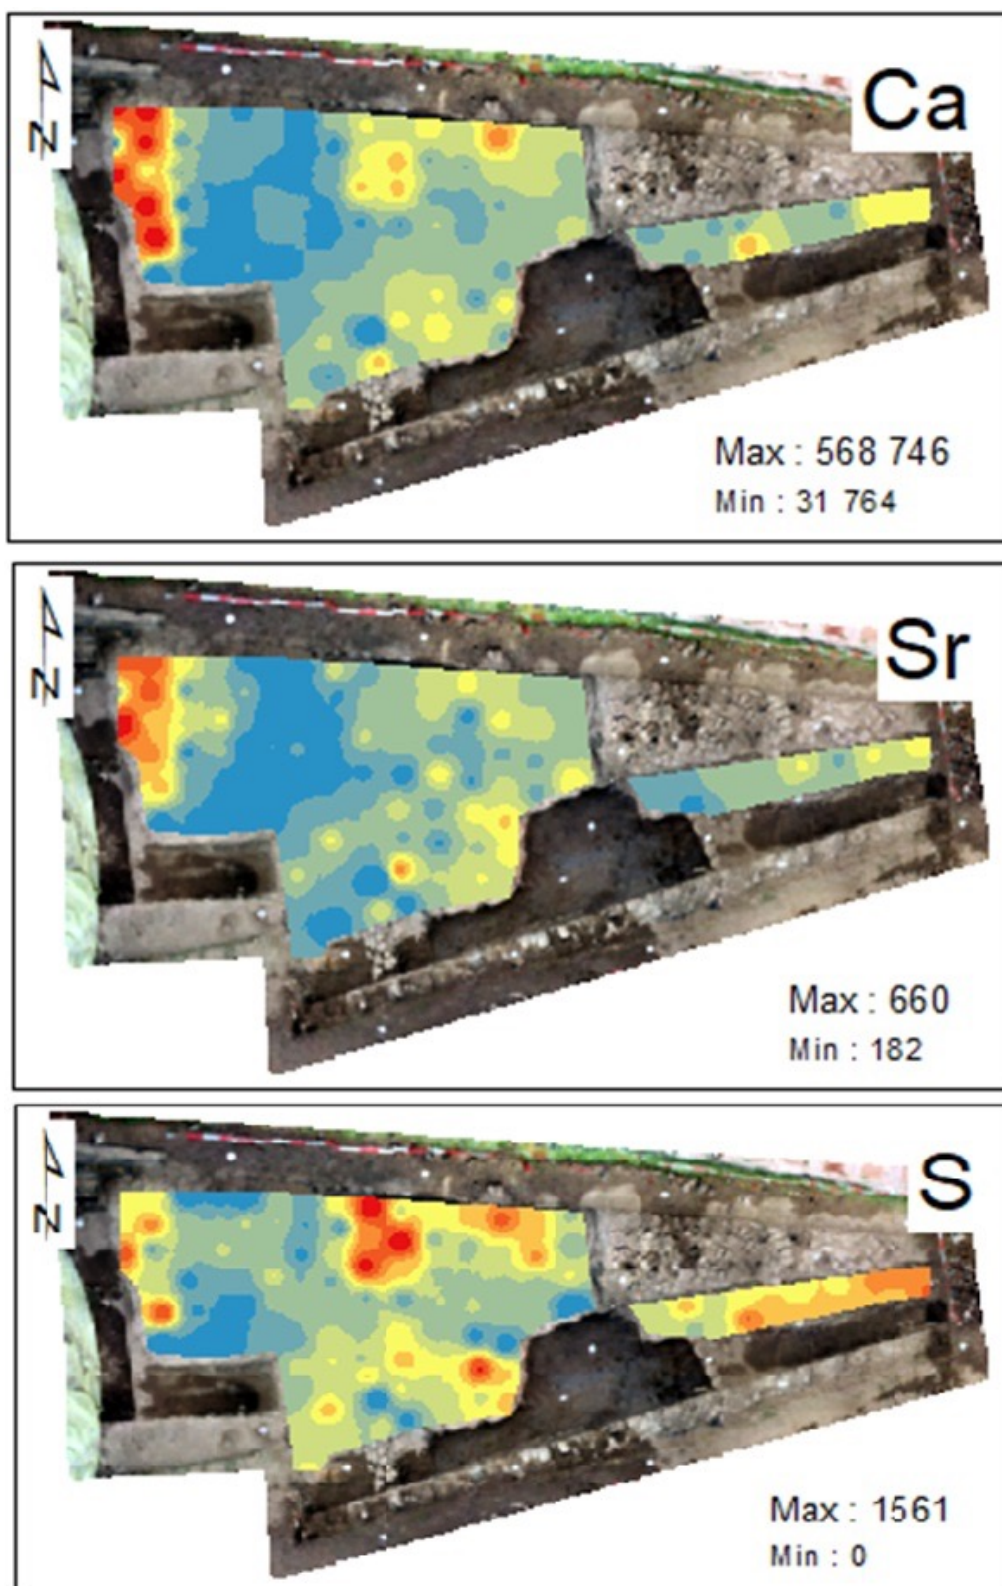 N
Ca
Max : 568 746
Min : 31 764
N
Sr
Max : 660
Min : 182
N
S
Max : 1561
Min : 0